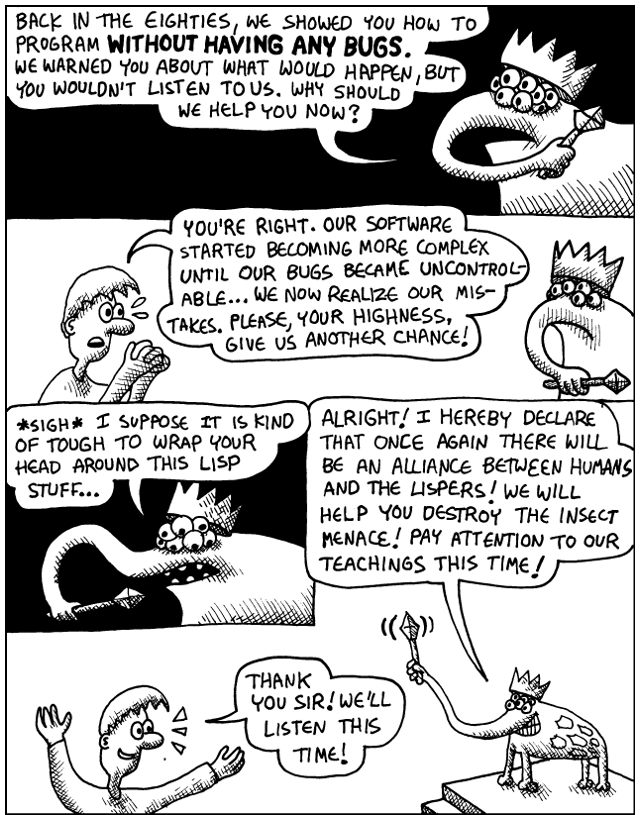 BACK IN THE EIGHTIES, WE SHOWED YOU HOW TO
PROGRAM WITHOUT HAVING ANY BUGS.
WE WARNED YOU ABOUT WHAT WOULD HAPPEN, BUT
YOU WOULDN'T LISTEN TO US. WHY SHOULD
WE HELP YOU NOW?
YOU'RE RIGHT. OUR SOFTWARE
STARTED BECOMING MORE COMPLEX
UNTIL OUR BUGS BECAME UNCONTROL-
ABLE... WE NOW REALIZE OUR MIS-
TAKES. PLEASE, YOUR HIGHNESS,
GIVE US ANOTHER CHANCE!
*SIGH* I SUPPOSE IT IS KIND
OF TOUGH TO WRAP YOUR
HEAD AROUND THIS LISP
STUFF...
ALRIGHT! I HEREBY DECLARE
THAT ONCE AGAIN THERE WILL
BE AN ALLIANCE BETWEEN HUMANS
AND THE LISPERS! WE WILL
HELP YOU DESTROY THE INSECT
MENACE! PAY ATTENTION TO OUR
TEACHINGS THIS TIME!
THANK
YOU SIR! WE'LL
LISTEN THIS
TIME!